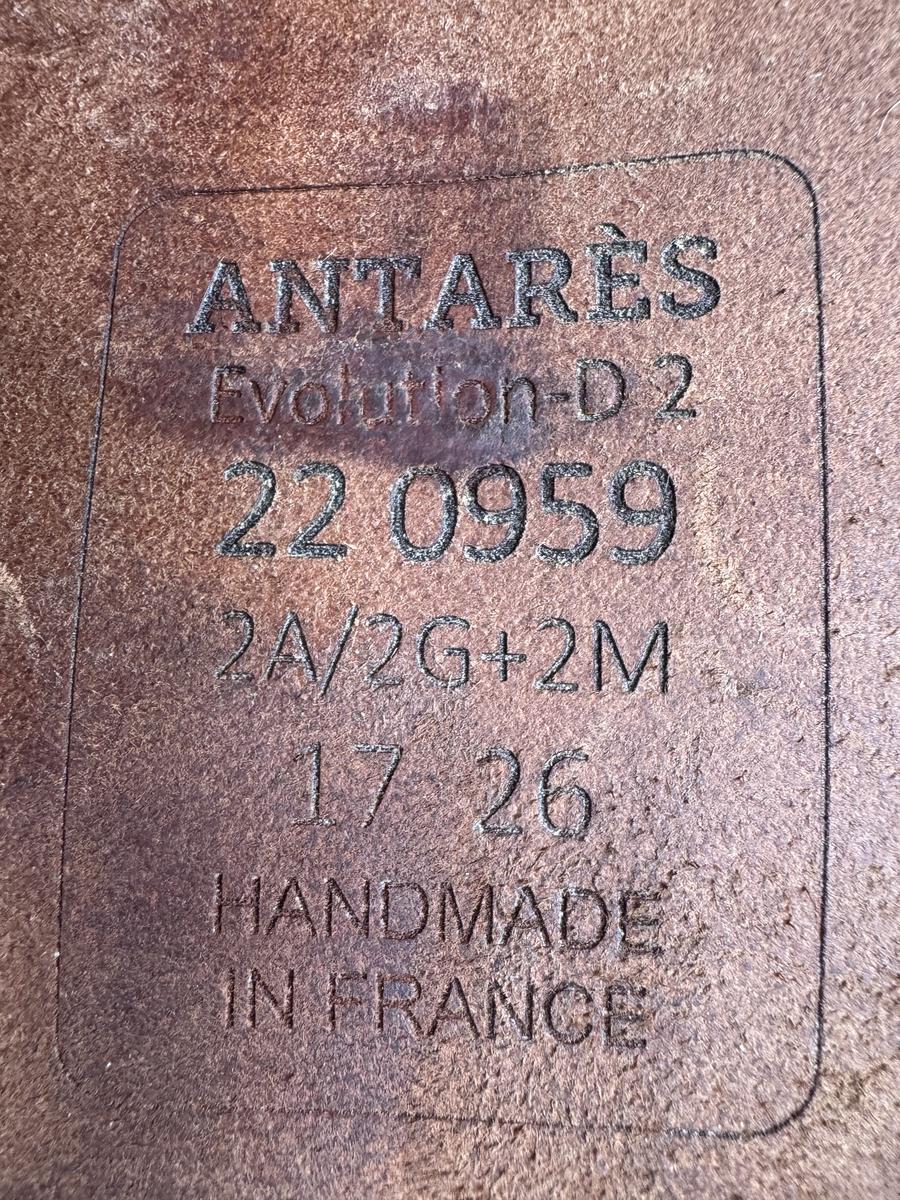 ANTARÈS
Evolution-D 2
22 0959
2A/2G+2M
17 26
HANDMADE
IN FRANCE